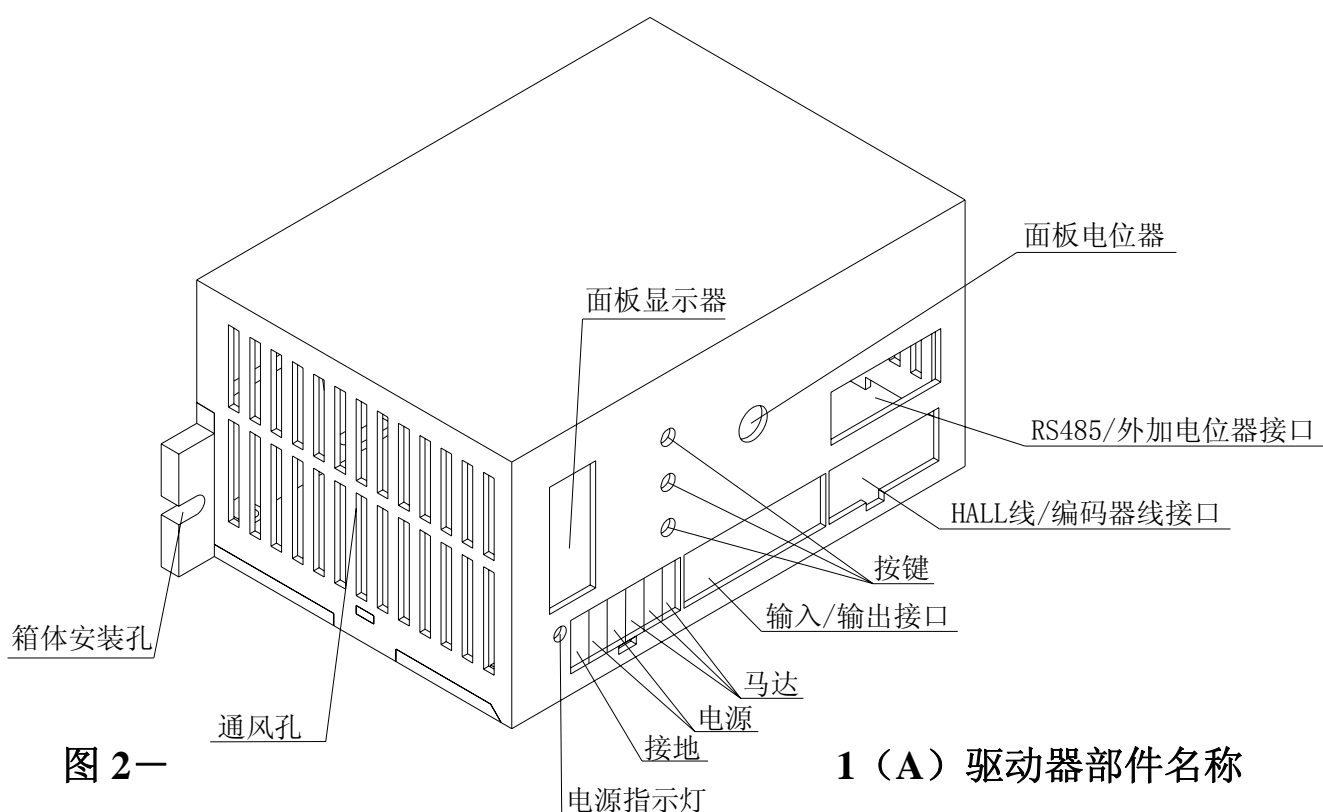 面板电位器
面板显示器
RS485/外加电位器接口
HALL线/编码器线接口
按键
输入/输出接口
箱体安装孔
马达
电源
通风孔
接地
图 2－
1（A）驱动器部件名称
电源指示灯